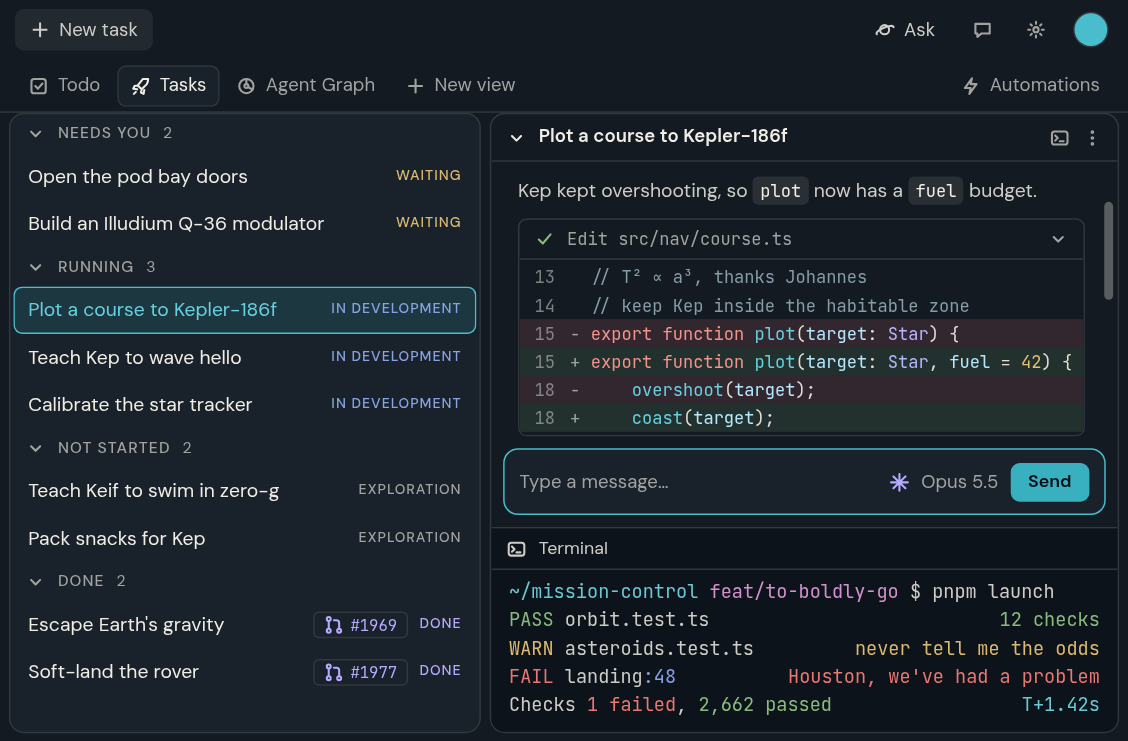 New task
Ask
Todo
Tasks
Agent Graph
New view
Automations
NEEDS YOU 2
Open the pod bay doors WAITING
Build an Illudium Q-36 modulator WAITING
RUNNING 3
Plot a course to Kepler-186f IN DEVELOPMENT
Teach Kep to wave hello IN DEVELOPMENT
Calibrate the star tracker IN DEVELOPMENT
NOT STARTED 2
Teach Keif to swim in zero-g EXPLORATION
Pack snacks for Kep EXPLORATION
DONE 2
Escape Earth's gravity #1969 DONE
Soft-land the rover #1977 DONE
Plot a course to Kepler-186f
Kep kept overshooting, so plot now has a fuel budget.
Edit src/nav/course.ts
13 // T² ∝ a³, thanks Johannes
14 // keep Kep inside the habitable zone
15 - export function plot(target: Star) {
15 + export function plot(target: Star, fuel = 42) {
18 - overshoot(target);
18 + coast(target);
Type a message...
Opus 5.5
Send
Terminal
~/mission-control feat/to-boldly-go $ pnpm launch
PASS orbit.test.ts 12 checks
WARN asteroids.test.ts never tell me the odds
FAIL landing:48 Houston, we've had a problem
Checks 1 failed, 2,662 passed T+1.42s